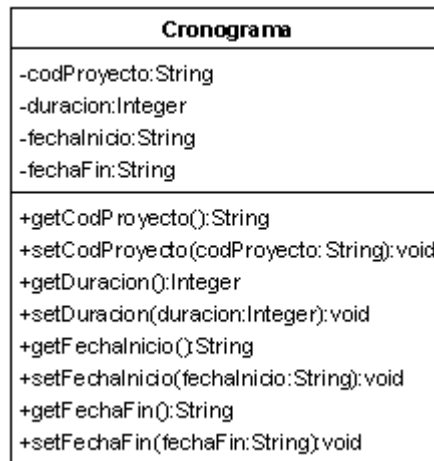 Cronograma
-codProyecto:String
-duracion:Integer
-fechaInicio:String
-fechaFin:String
+getCodProyecto():String
+setCodProyecto(codProyecto:String):void
+getDuracion():Integer
+setDuracion(duracion:Integer):void
+getFechaInicio():String
+setFechaInicio(fechaInicio:String):void
+getFechaFin():String
+setFechaFin(fechaFin:String):void